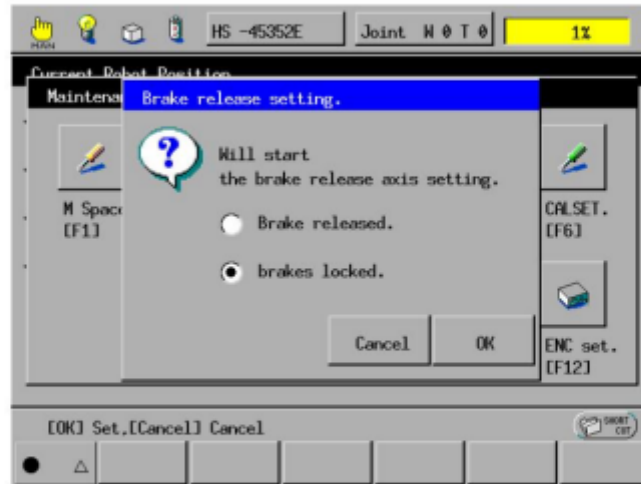 MAN
HS -45352E
Joint W 0 T 0
1%
Current Robot Position
Maintena
Brake release setting.
?
Will start
the brake release axis setting.
Brake released.
brakes locked.
Cancel
OK
M Space
[F1]
CALSET.
[F6]
ENC set.
[F12]
[OK] Set.[Cancel] Cancel
SHORT
CUT